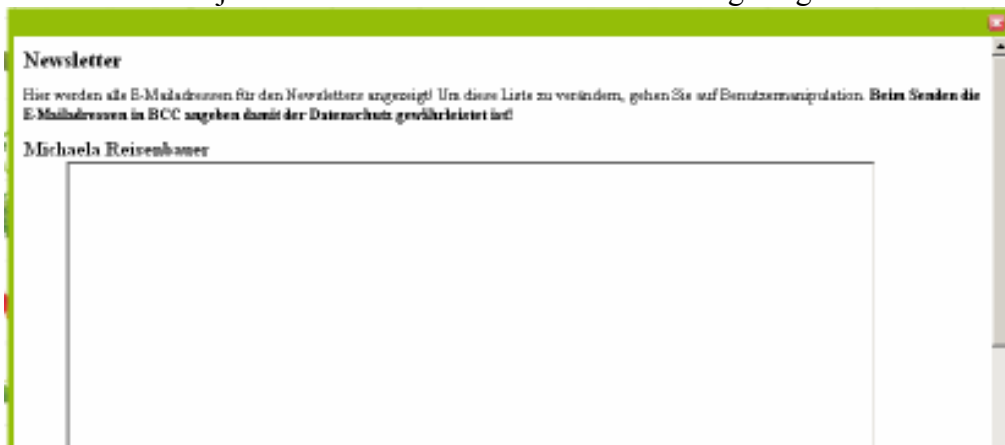 Newsletter
Hier werden alle E-Mailadressen für den Newsletters angezeigt! Um diese Liste zu verändern, gehen Sie auf Benutzermanipulation. Beim Senden die
E-Mailadressen in BCC angeben damit der Datenschutz gewährleistet ist!
Michaela Reisenbauer